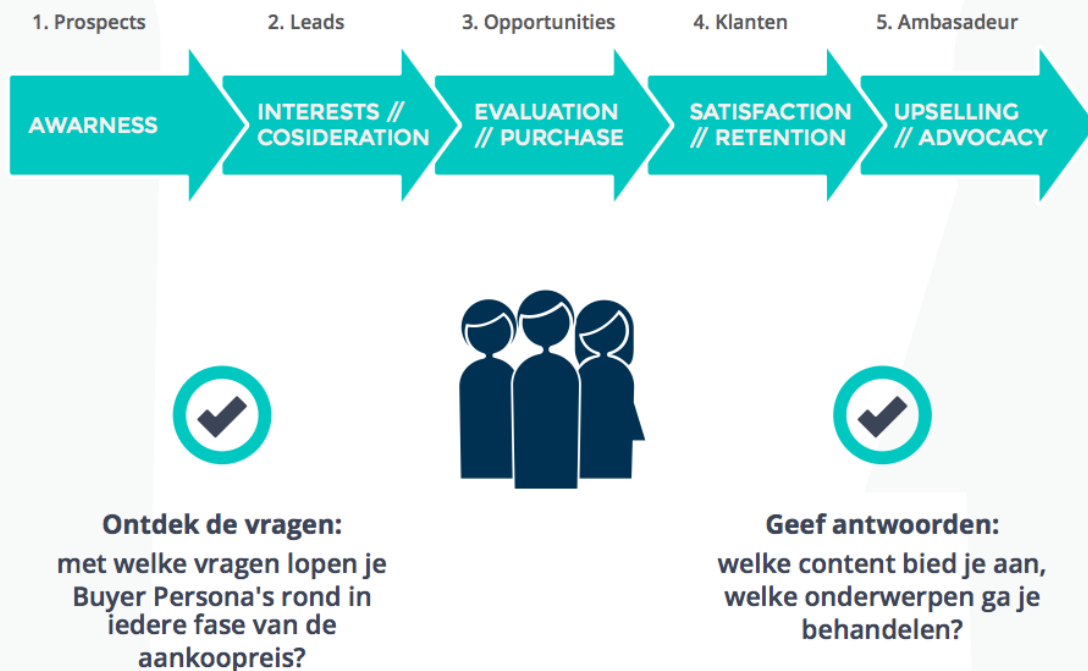 1. Prospects
2. Leads
3. Opportunities
4. Klanten
5. Ambasadeur
AWARNESS
INTERESTS //
COSIDERATION
EVALUATION
// PURCHASE
SATISFACTION
// RETENTION
UPSELLING
// ADVOCACY
Ontdek de vragen:
met welke vragen lopen je
Buyer Persona's rond in
iedere fase van de
aankoopreis?
Geef antwoorden:
welke content bied je aan,
welke onderwerpen ga je
behandelen?